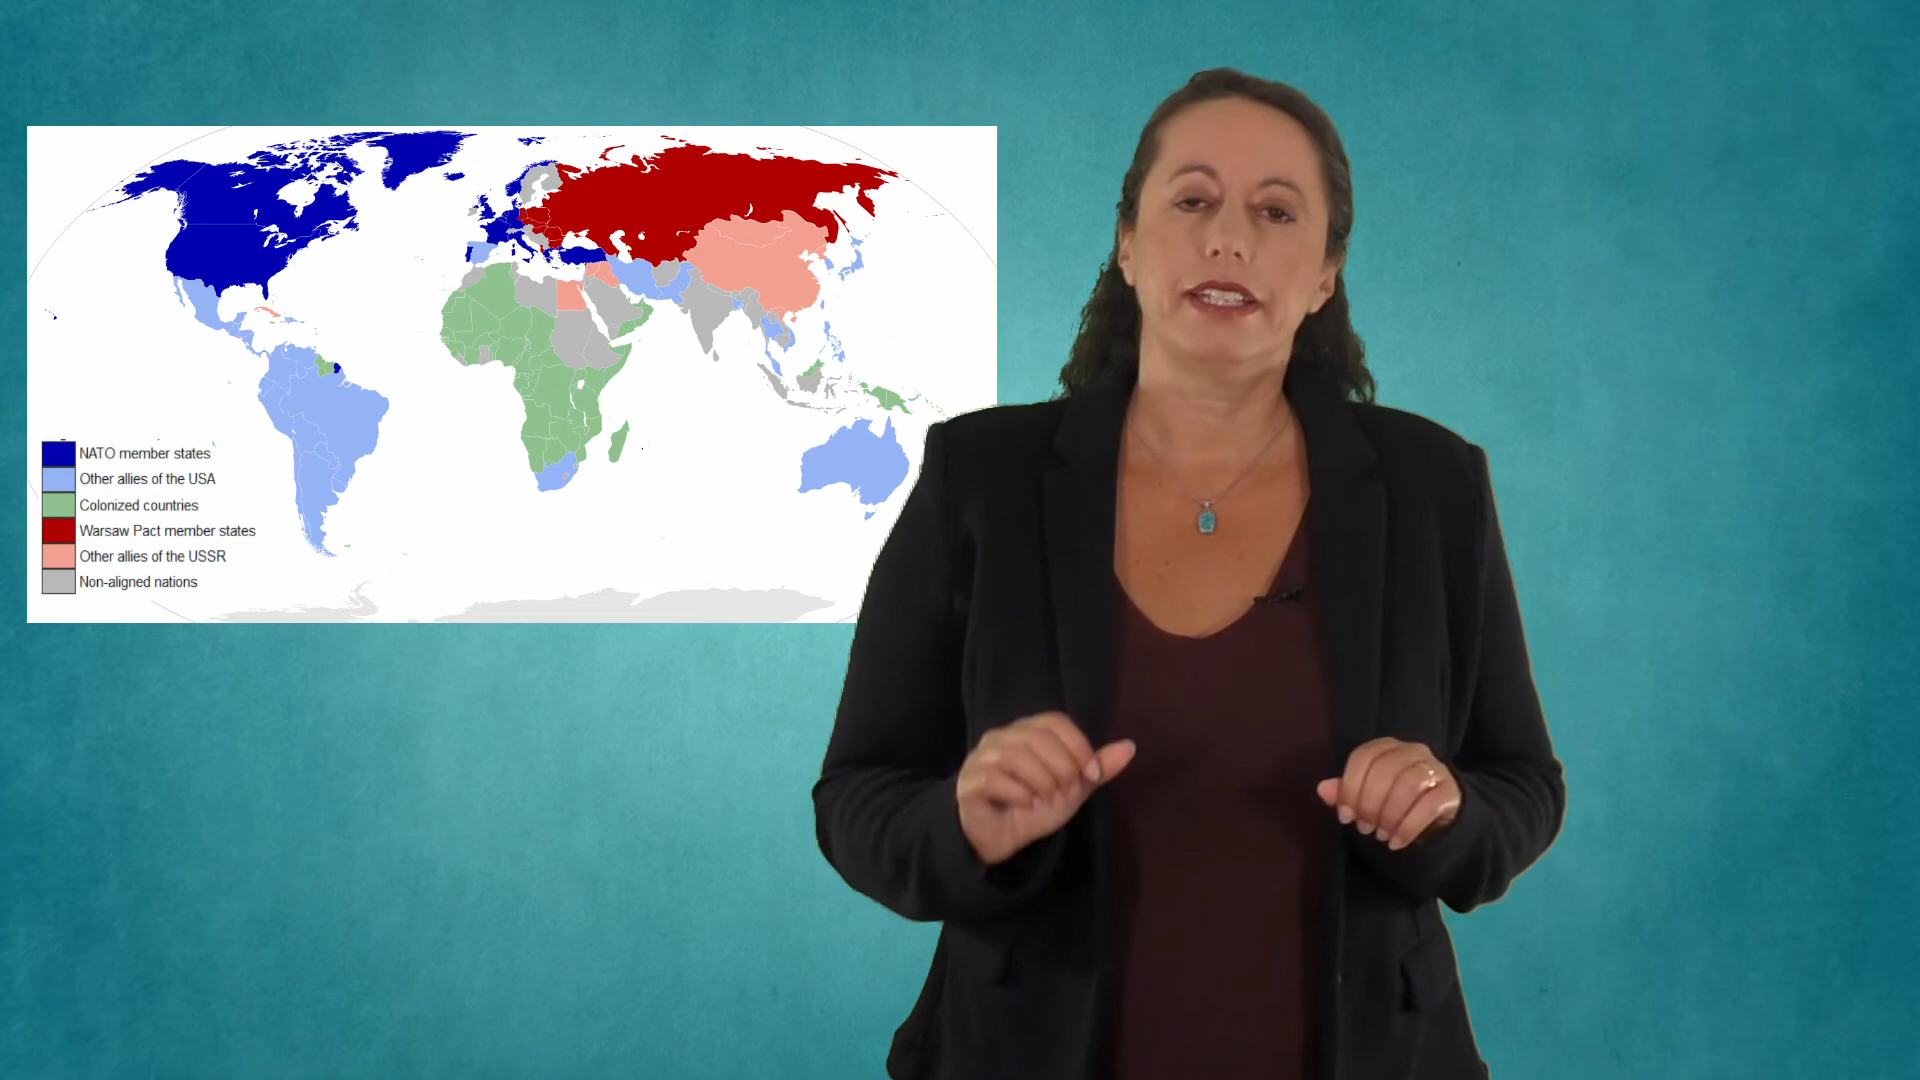 NATO member states
Other allies of the USA
Colonized countries
Warsaw Pact member states
Other allies of the USSR
Non-aligned nations